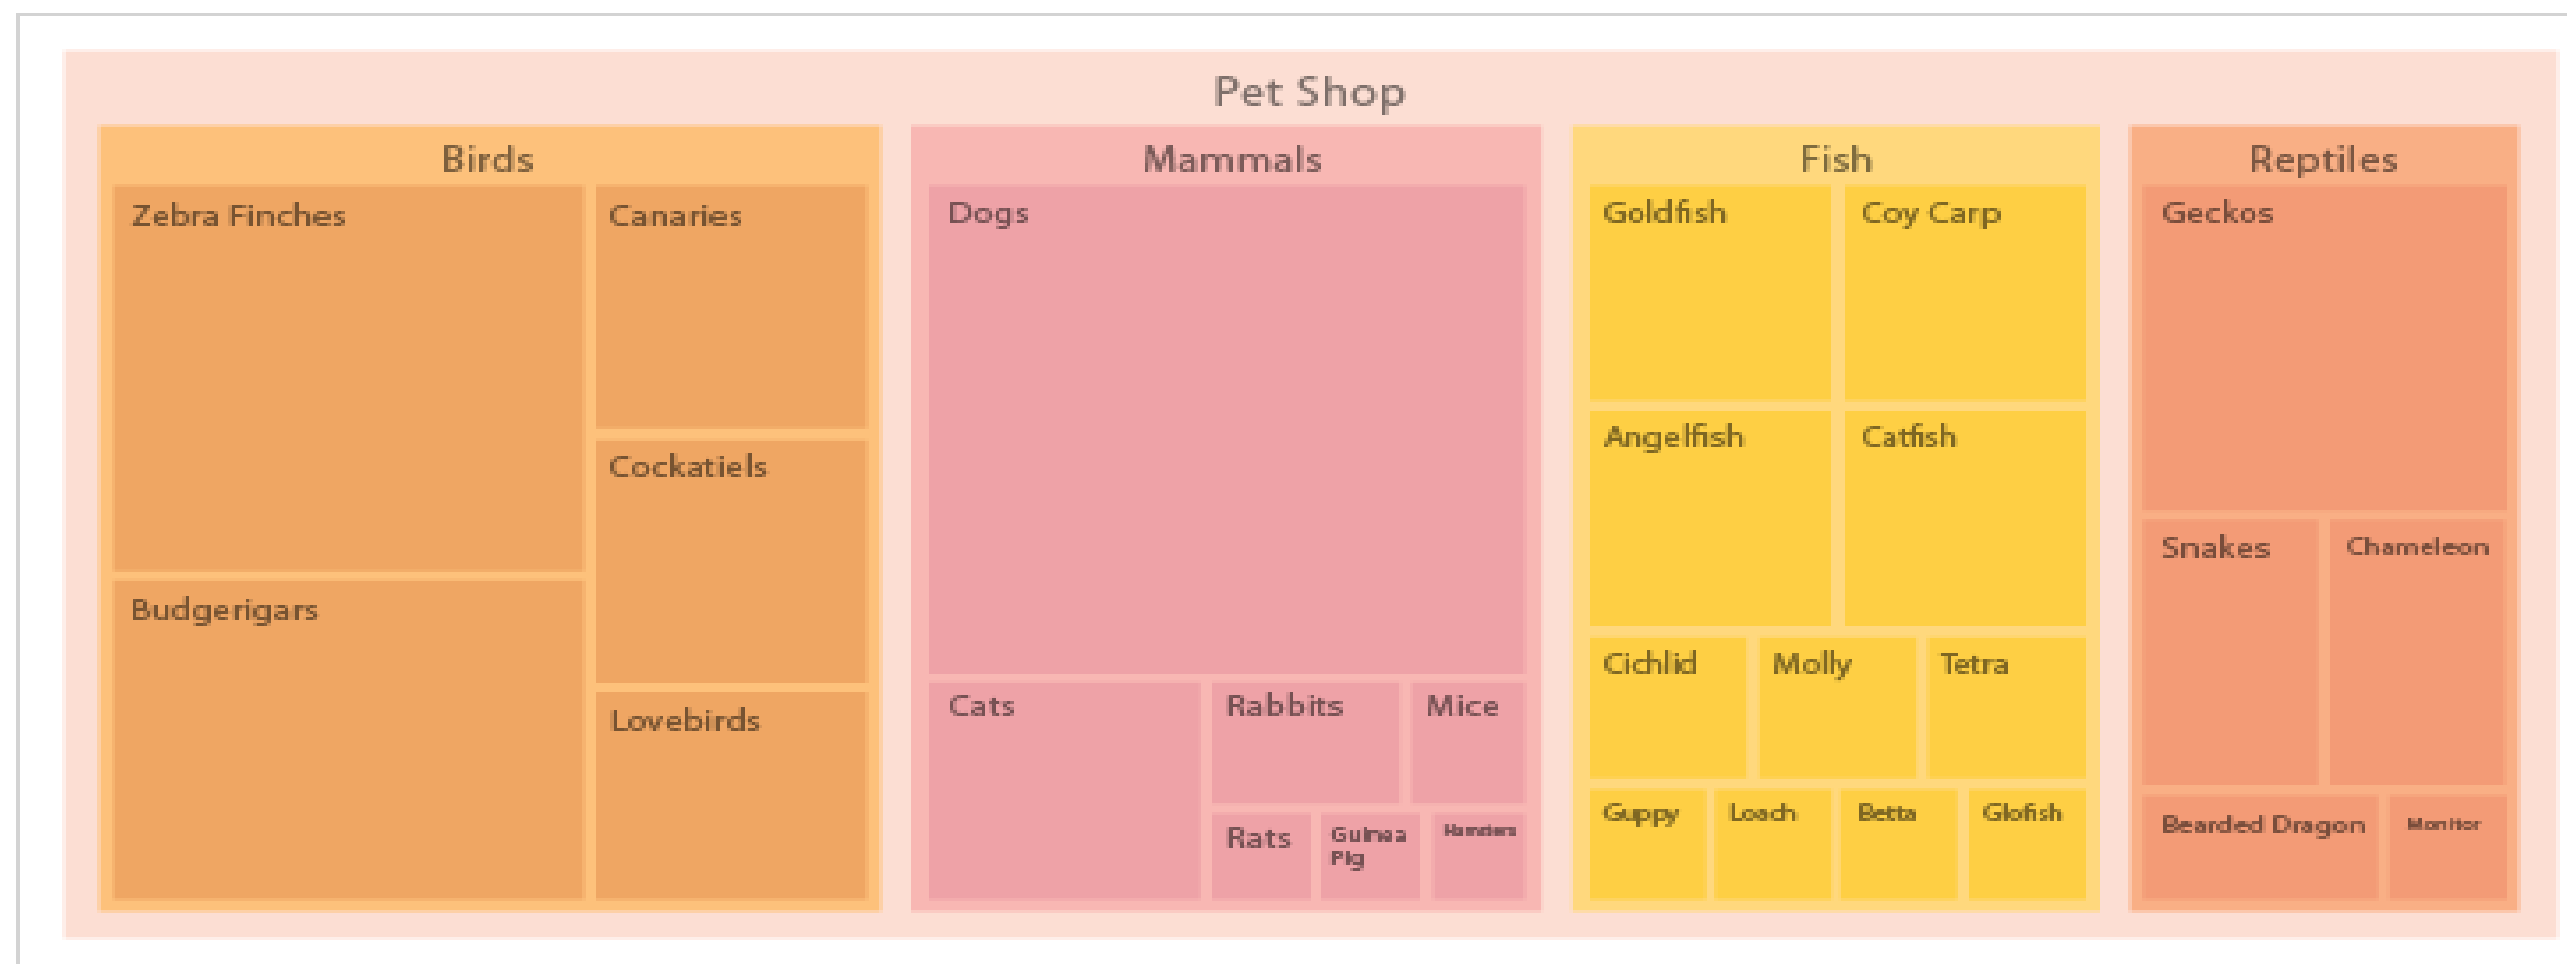 Pet Shop
Birds
Zebra Finches
Canaries
Cockatiels
Budgerigars
Lovebirds
Mammals
Dogs
Cats
Rabbits
Mice
Rats
Guinea
Pig
Hamsters
Fish
Goldfish
Coy Carp
Angelfish
Catfish
Cichlid
Molly
Tetra
Guppy
Loach
Betta
Glofish
Reptiles
Geckos
Snakes
Chameleon
Bearded Dragon
Monitor